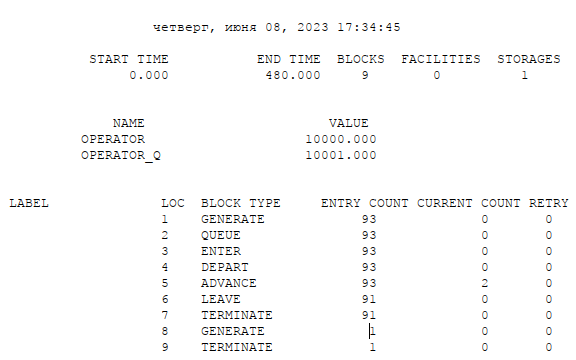 четверг, июня 08, 2023 17:34:45
START TIME END TIME BLOCKS FACILITIES STORAGES
0.000 480.000 9 0 1
NAME VALUE
OPERATOR 10000.000
OPERATOR_Q 10001.000
LABEL LOC BLOCK TYPE ENTRY COUNT CURRENT COUNT RETRY
1 GENERATE 93 0 0
2 QUEUE 93 0 0
3 ENTER 93 0 0
4 DEPART 93 0 0
5 ADVANCE 93 2 0
6 LEAVE 91 0 0
7 TERMINATE 91 0 0
8 GENERATE 1 0 0
9 TERMINATE 1 0 0